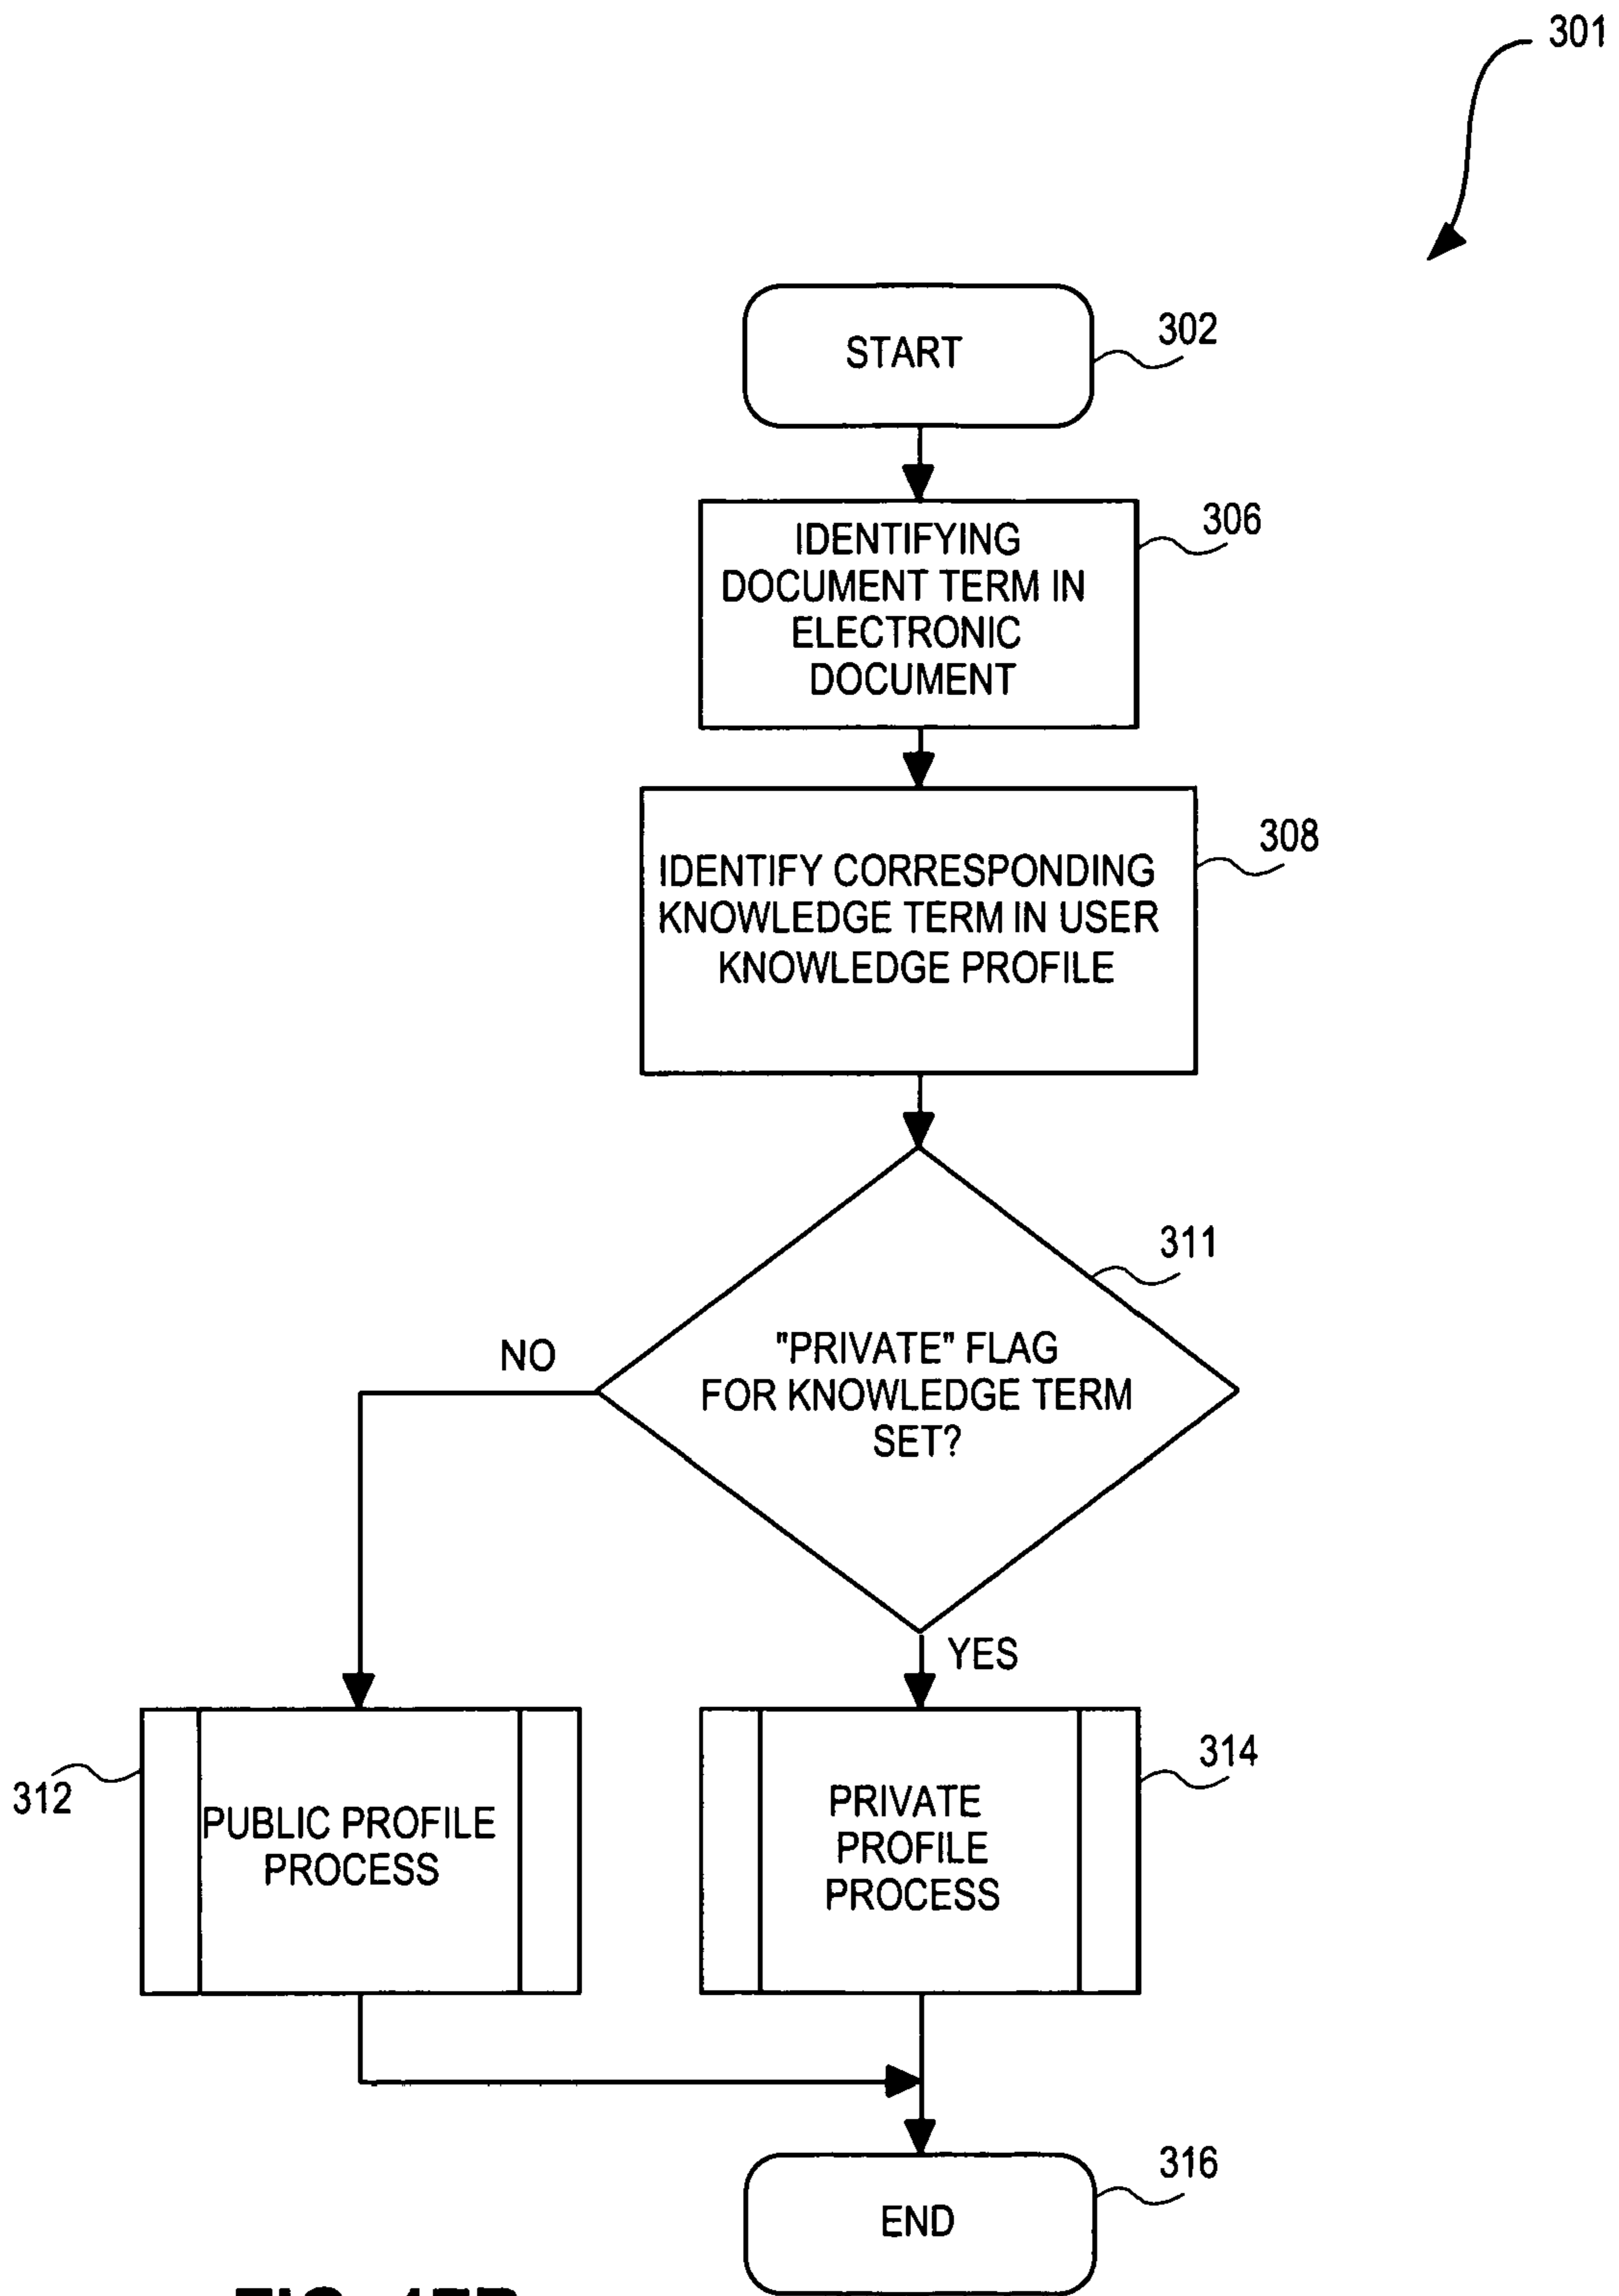 301
START
302
IDENTIFYING
DOCUMENT TERM IN
ELECTRONIC
DOCUMENT
306
IDENTIFY CORRESPONDING
KNOWLEDGE TERM IN USER
KNOWLEDGE PROFILE
308
311
"PRIVATE" FLAG
FOR KNOWLEDGE TERM
SET?
NO
YES
312
PUBLIC PROFILE
PROCESS
PRIVATE
PROFILE
PROCESS
314
316
END